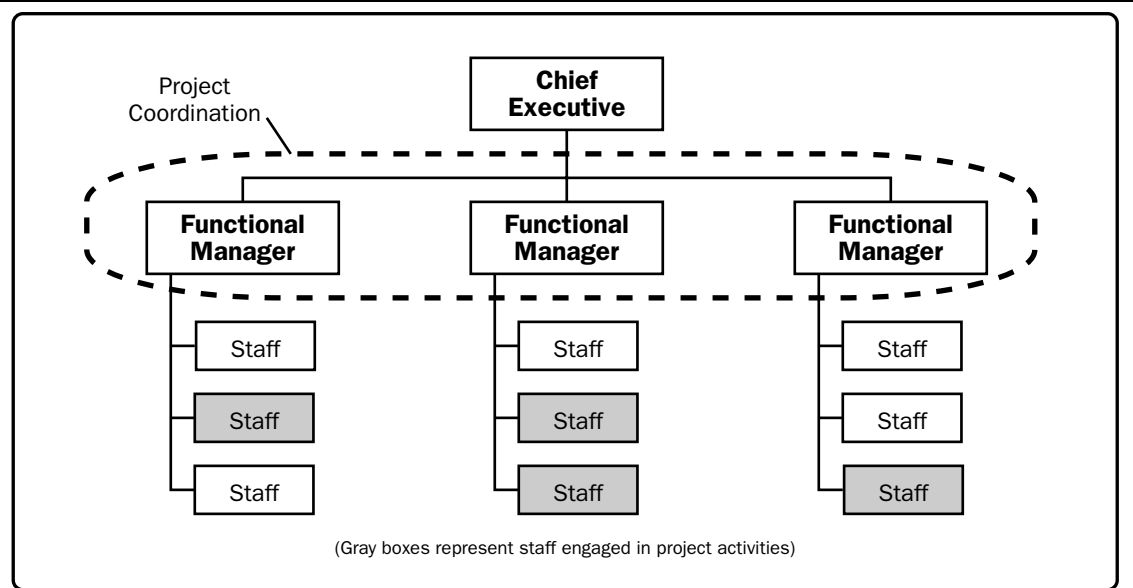 Project
Coordination
Chief
Executive
Functional
Manager
Functional
Manager
Functional
Manager
Staff
Staff
Staff
Staff
Staff
Staff
Staff
Staff
Staff
(Gray boxes represent staff engaged in project activities)